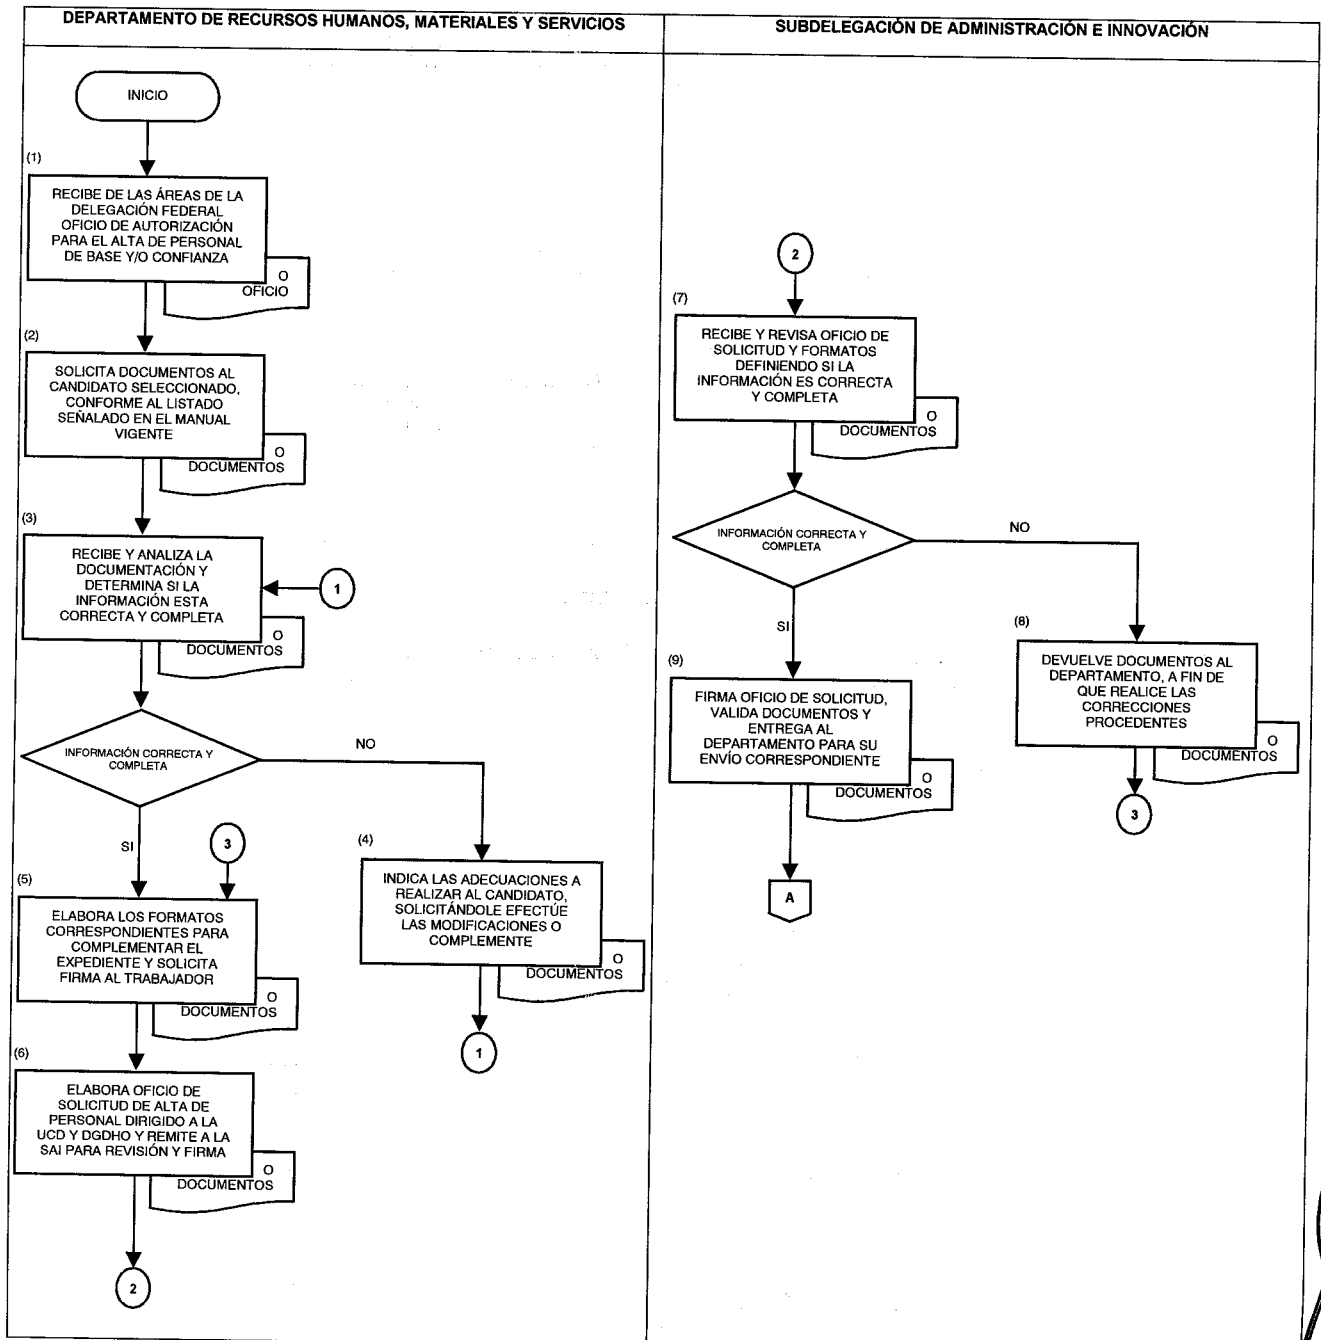 DEPARTAMENTO DE RECURSOS HUMANOS, MATERIALES Y SERVICIOS
SUBDELEGACIÓN DE ADMINISTRACIÓN E INNOVACIÓN
INICIO
(1)
RECIBE DE LAS ÁREAS DE LA
DELEGACIÓN FEDERAL
OFICIO DE AUTORIZACIÓN
PARA EL ALTA DE PERSONAL
DE BASE Y/O CONFIANZA
O
OFICIO
(2)
SOLICITA DOCUMENTOS AL
CANDIDATO SELECCIONADO,
CONFORME AL LISTADO
SEÑALADO EN EL MANUAL
VIGENTE
O
DOCUMENTOS
(3)
RECIBE Y ANALIZA LA
DOCUMENTACIÓN Y
DETERMINA SI LA
INFORMACIÓN ESTA
CORRECTA Y COMPLETA
1
O
DOCUMENTOS
INFORMACIÓN CORRECTA Y
COMPLETA
NO
SI
3
(4)
INDICA LAS ADECUACIONES A
REALIZAR AL CANDIDATO,
SOLICITÁNDOLE EFECTÚE
LAS MODIFICACIONES O
COMPLEMENTE
O
DOCUMENTOS
1
(5)
ELABORA LOS FORMATOS
CORRESPONDIENTES PARA
COMPLEMENTAR EL
EXPEDIENTE Y SOLICITA
FIRMA AL TRABAJADOR
O
DOCUMENTOS
(6)
ELABORA OFICIO DE
SOLICITUD DE ALTA DE
PERSONAL DIRIGIDO A LA
UCD Y DGDHO Y REMITE A LA
SAI PARA REVISIÓN Y FIRMA
O
DOCUMENTOS
2
2
(7)
RECIBE Y REVISA OFICIO DE
SOLICITUD Y FORMATOS
DEFINIENDO SI LA
INFORMACIÓN ES CORRECTA
Y COMPLETA
O
DOCUMENTOS
INFORMACIÓN CORRECTA Y
COMPLETA
NO
SI
(8)
DEVUELVE DOCUMENTOS AL
DEPARTAMENTO, A FIN DE
QUE REALICE LAS
CORRECCIONES
PROCEDENTES
O
DOCUMENTOS
3
(9)
FIRMA OFICIO DE SOLICITUD,
VALIDA DOCUMENTOS Y
ENTREGA AL
DEPARTAMENTO PARA SU
ENVÍO CORRESPONDIENTE
O
DOCUMENTOS
A